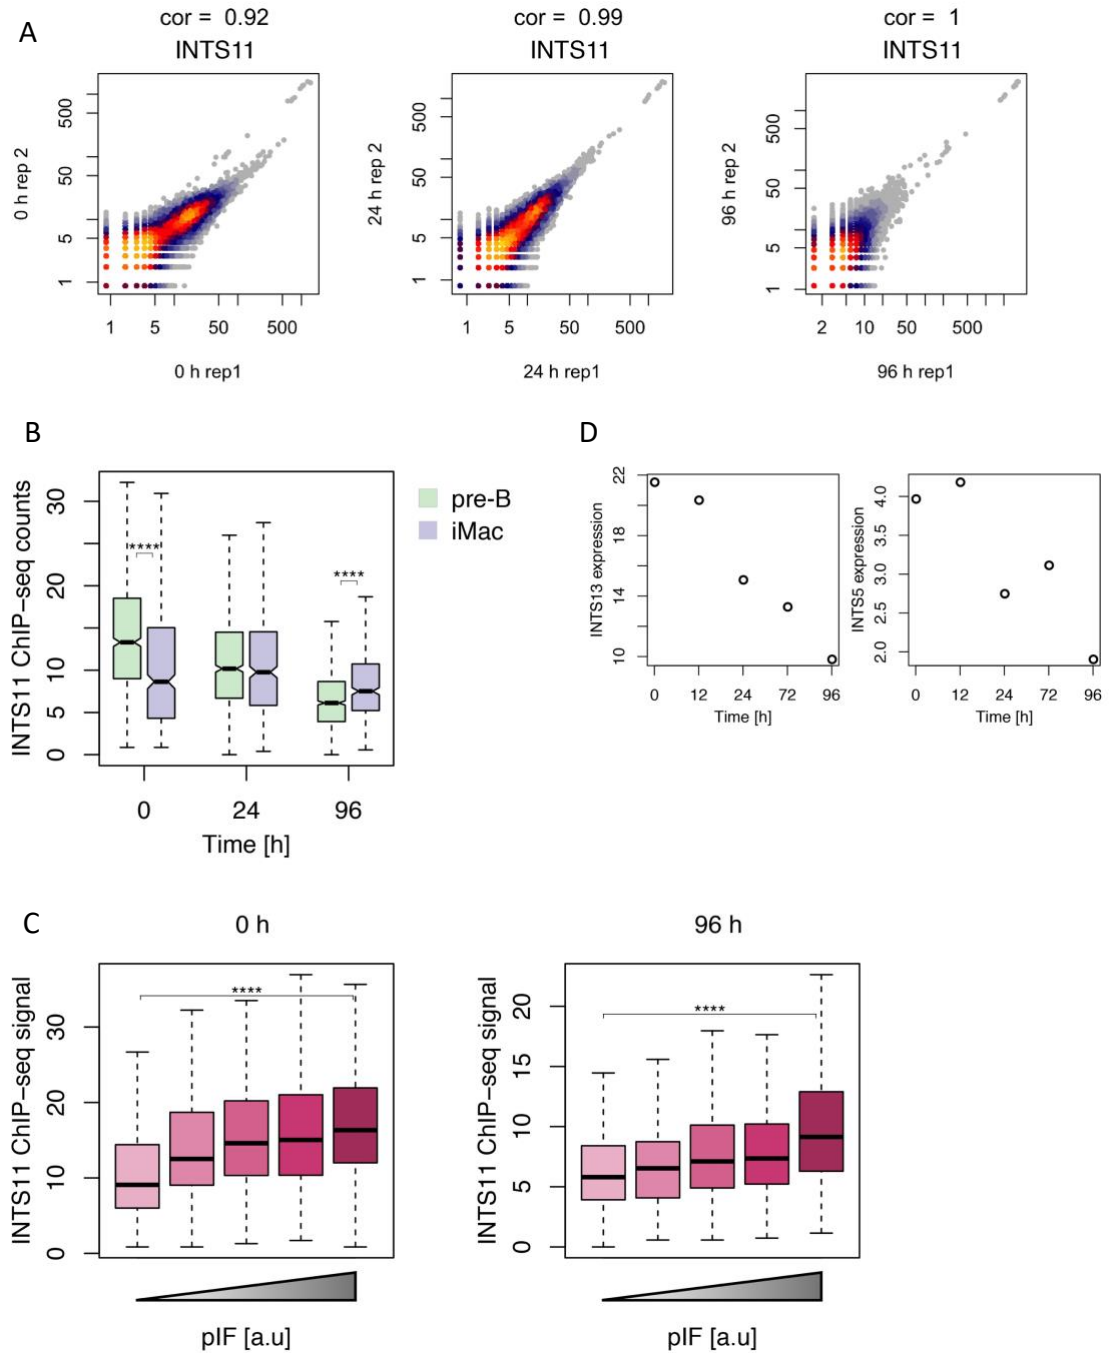 A
cor = 0.92
INTS11
cor = 0.99
INTS11
cor = 1
INTS11
0 h rep 2
500
50
5
1
1 5 50 500
0 h rep1
24 h rep 2
500
50
5
1
1 5 50 500
24 h rep1
96 h rep 2
500
50
5
1
2 10 50 500
96 h rep1
B
INTS11 ChIP–seq counts
30
20
10
5
0
****
****
0 24 96
Time [h]
pre-B
iMac
D
INTS13 expression
22
18
14
10
0 12 24 72 96
Time [h]
INTS5 expression
4.0
3.5
3.0
2.5
2.0
0 12 24 72 96
Time [h]
C
0 h
INTS11 ChIP–seq signal
30
20
10
0
****
pIF [a.u]
96 h
INTS11 ChIP–seq signal
20
15
10
5
0
****
pIF [a.u]